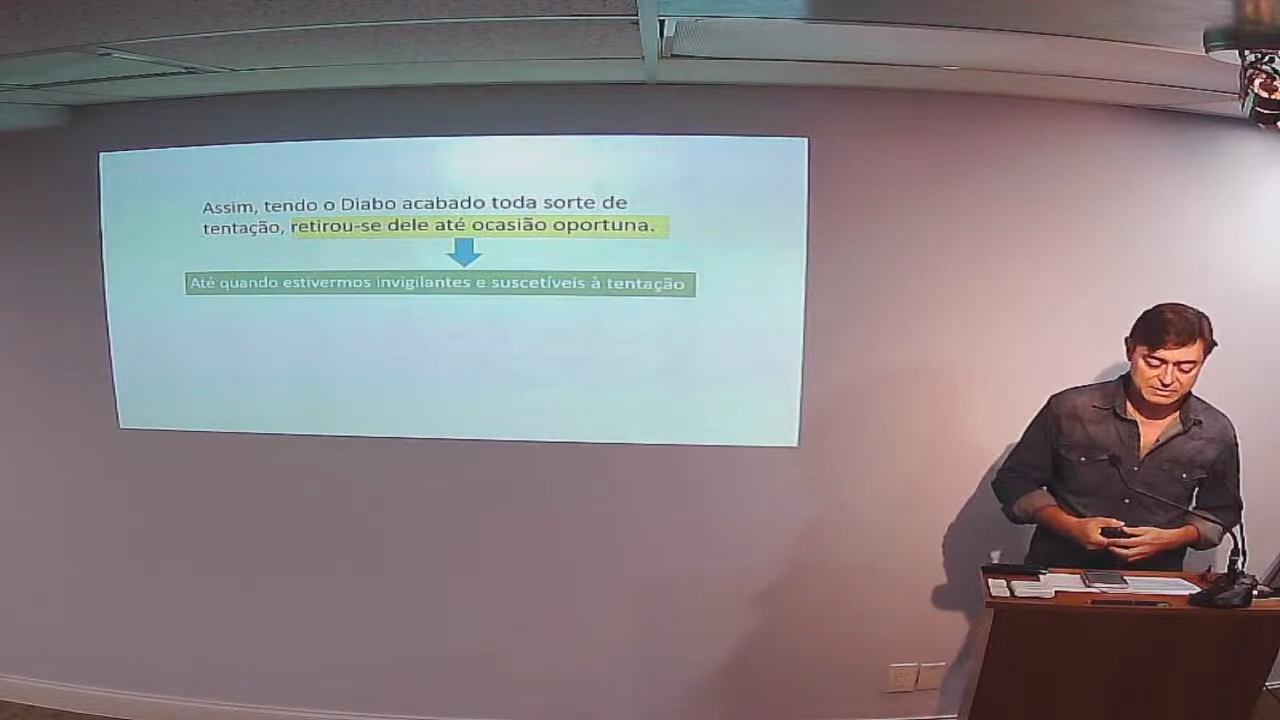 Assim, tendo o Diabo acabado toda sorte de
tentação, retirou-se dele até ocasião oportuna.
Até quando estivermos invigilantes e suscetíveis à tentação